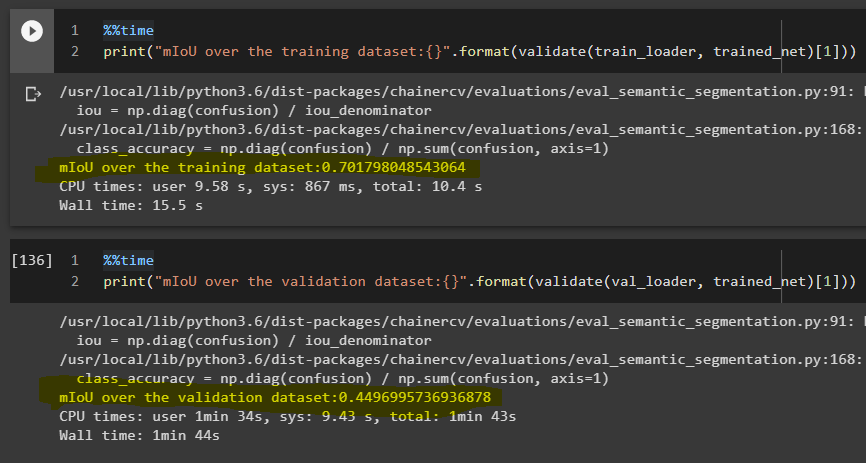 1 %%time
2 print("mIoU over the training dataset:{}".format(validate(train_loader, trained_net)[1]))
/usr/local/lib/python3.6/dist-packages/chainercv/evaluations/eval_semantic_segmentation.py:91:
iou = np.diag(confusion) / iou_denominator
/usr/local/lib/python3.6/dist-packages/chainercv/evaluations/eval_semantic_segmentation.py:168:
class_accuracy = np.diag(confusion) / np.sum(confusion, axis=1)
mIoU over the training dataset:0.701798048543064
CPU times: user 9.58 s, sys: 867 ms, total: 10.4 s
Wall time: 15.5 s
[136] 1 %%time
2 print("mIoU over the validation dataset:{}".format(validate(val_loader, trained_net)[1]))
/usr/local/lib/python3.6/dist-packages/chainercv/evaluations/eval_semantic_segmentation.py:91:
iou = np.diag(confusion) / iou_denominator
/usr/local/lib/python3.6/dist-packages/chainercv/evaluations/eval_semantic_segmentation.py:168:
class_accuracy = np.diag(confusion) / np.sum(confusion, axis=1)
mIoU over the validation dataset:0.4496995736936878
CPU times: user 1min 34s, sys: 9.43 s, total: 1min 43s
Wall time: 1min 44s